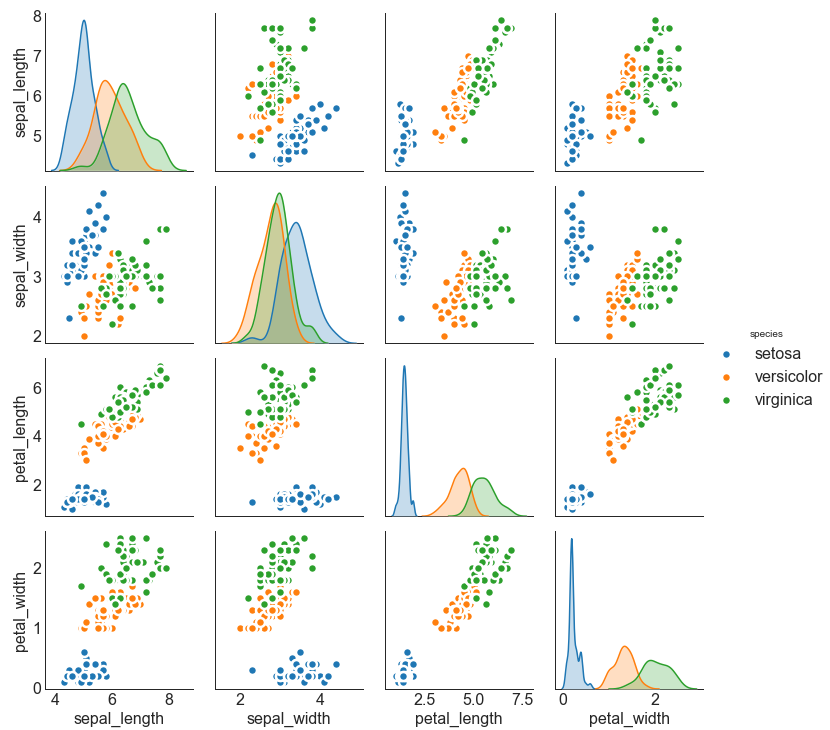 8
7
6
5
sepal_length
4
3
2
sepal_width
species
setosa
versicolor
virginica
6
4
2
petal_length
2
1
0
petal_width
4 6 8
2 4
2.5 5.0 7.5
0 2
sepal_length
sepal_width
petal_length
petal_width